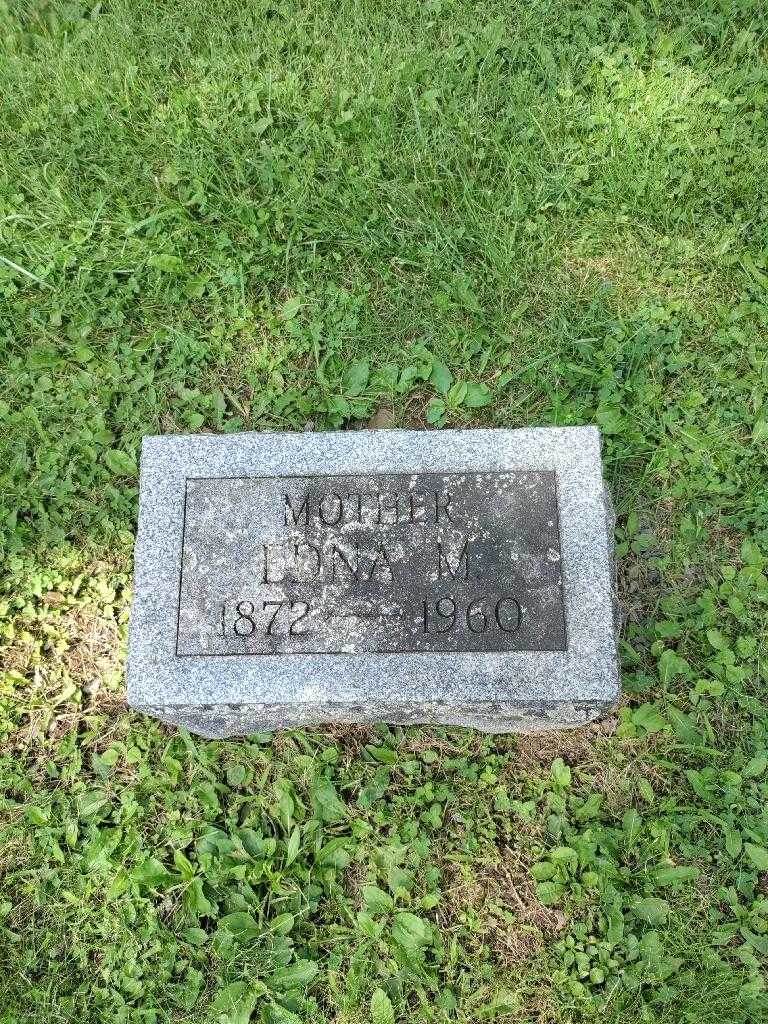 MOTHER
EDNA M.
1872 — 1960